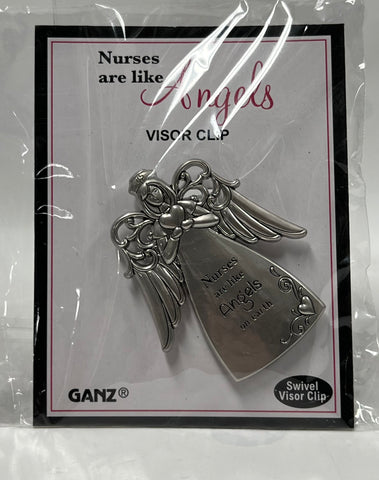 Nurses
are like
Angels
VISOR CLIP
Nurses
are like
Angels
on earth
GANZ®
Swivel
Visor Clip